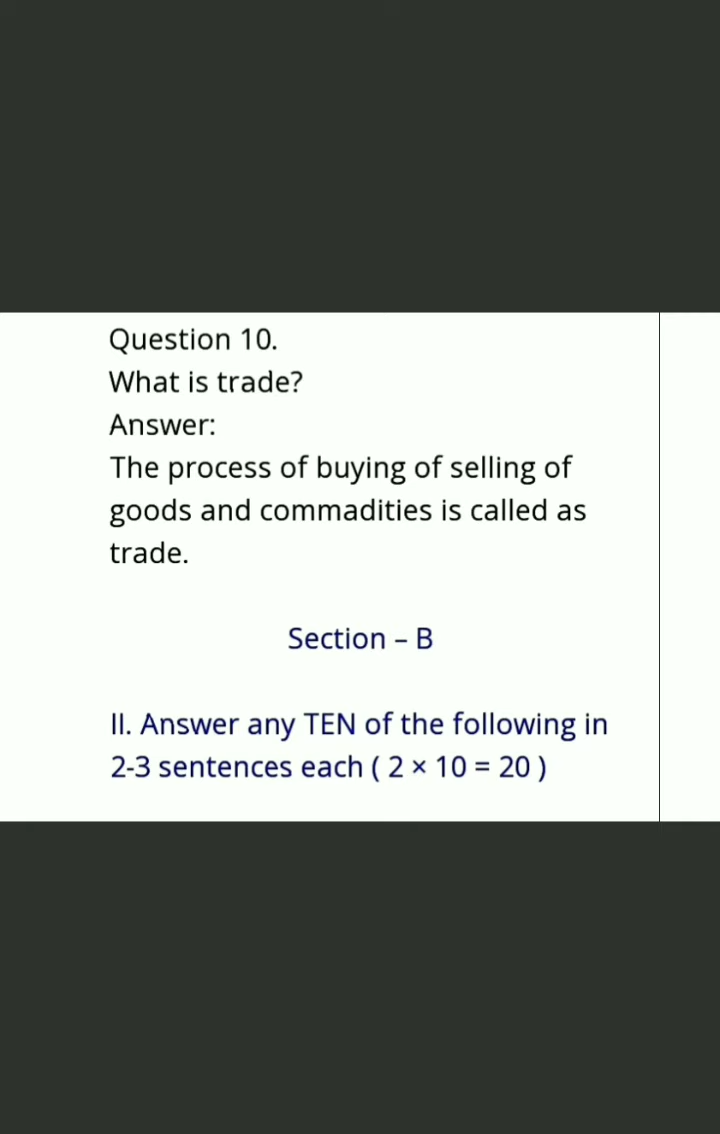 Question 10.
What is trade?
Answer:
The process of buying of selling of
goods and commadities is called as
trade.
Section – B
II. Answer any TEN of the following in
2-3 sentences each ( 2 × 10 = 20 )